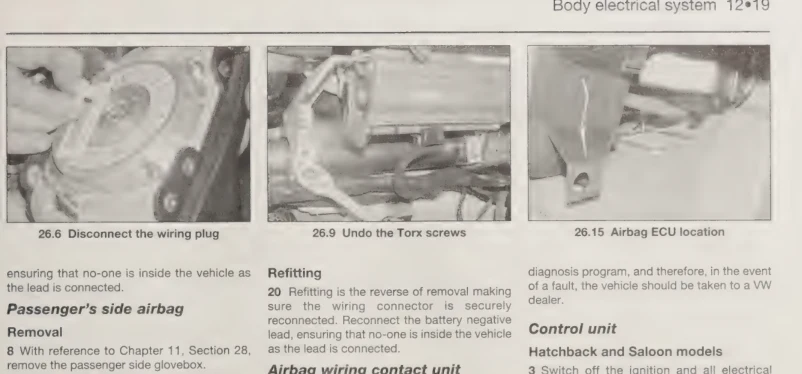 Body electrical system 12•19
26.6 Disconnect the wiring plug
26.9 Undo the Torx screws
26.15 Airbag ECU location
ensuring that no-one is inside the vehicle as
the lead is connected.
Passenger's side airbag
Removal
8 With reference to Chapter 11, Section 28,
remove the passenger side glovebox.
Refitting
20 Refitting is the reverse of removal making
sure the wiring connector is securely
reconnected. Reconnect the battery negative
lead, ensuring that no-one is inside the vehicle
as the lead is connected.
Airbag wiring contact unit
diagnosis program, and therefore, in the event
of a fault, the vehicle should be taken to a VW
dealer.
Control unit
Hatchback and Saloon models
3 Switch off the ignition and all electrical